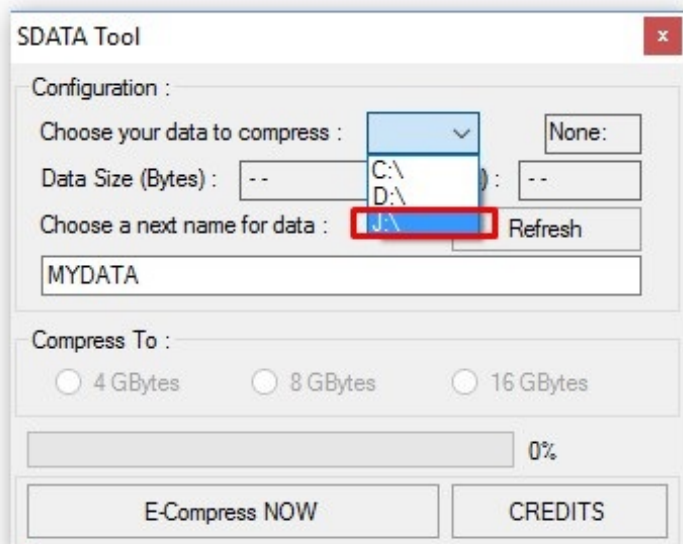 SDATA Tool
x
Configuration :
Choose your data to compress :
None:
C:\
D:\
J:\
Data Size (Bytes) :
--
) :
--
Choose a next name for data :
Refresh
MYDATA
Compress To :
4 GBytes
8 GBytes
16 GBytes
0%
E-Compress NOW
CREDITS